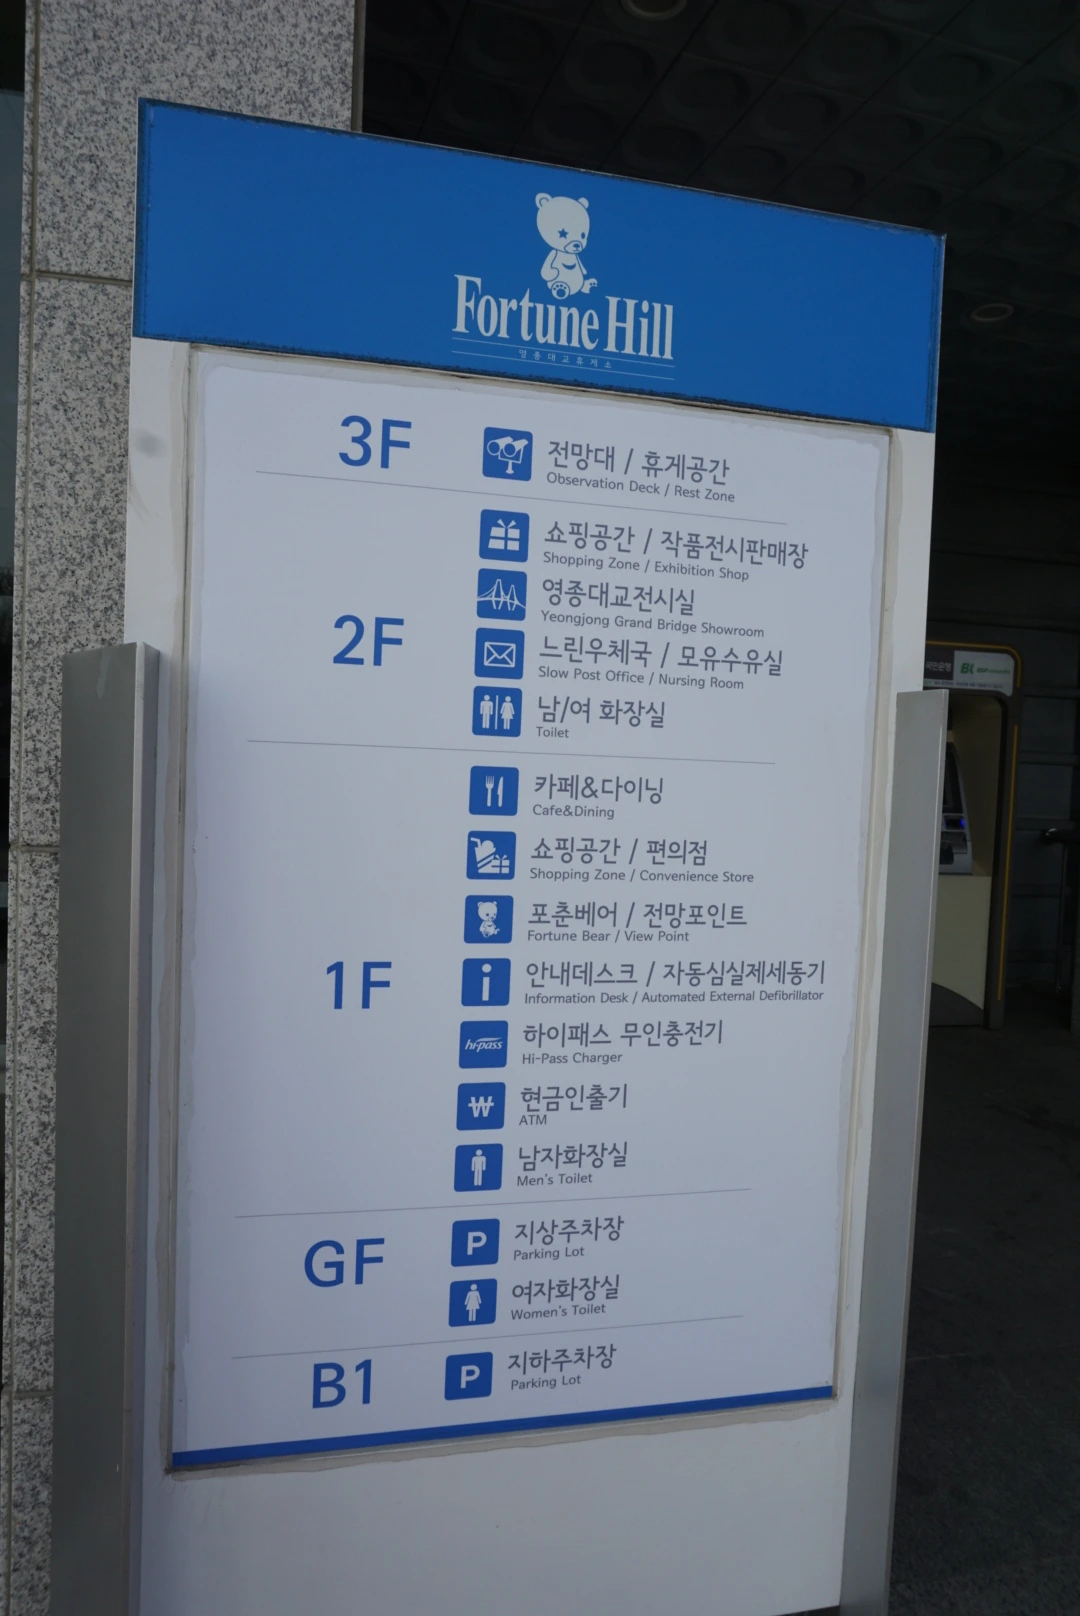 Fortune Hill
영종대교휴게소
3F
전망대 / 휴게공간
Observation Deck / Rest Zone
2F
쇼핑공간 / 작품전시판매장
Shopping Zone / Exhibition Shop
영종대교전시실
Yeongjong Grand Bridge Showroom
느린우체국 / 모유수유실
Slow Post Office / Nursing Room
남/여 화장실
Toilet
1F
카페&다이닝
Cafe&Dining
쇼핑공간 / 편의점
Shopping Zone / Convenience Store
포춘베어 / 전망포인트
Fortune Bear / View Point
안내데스크 / 자동심실제세동기
Information Desk / Automated External Defibrillator
hi-pass
하이패스 무인충전기
Hi-Pass Charger
₩
현금인출기
ATM
남자화장실
Men's Toilet
GF
P
지상주차장
Parking Lot
여자화장실
Women's Toilet
B1
P
지하주차장
Parking Lot